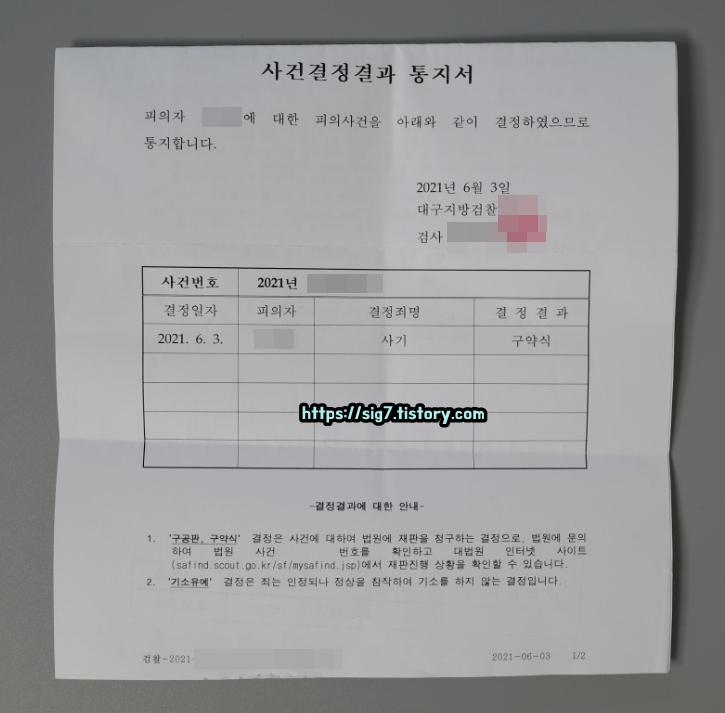 사건결정결과 통지서
피의자 에 대한 피의사건을 아래와 같이 결정하였으므로
통지합니다.
2021년 6월 3일
대구지방검찰
검사
사건번호 2021년
결정일자 피의자 결정죄명 결 정 결 과
2021. 6. 3. 사기 구약식
https://sig7.tistory.com
-결정결과에 대한 안내-
1. '구공판, 구약식' 결정은 사건에 대하여 법원에 재판을 청구하는 결정으로, 법원에 문의
하여 법원 사건 번호를 확인하고 대법원 인터넷 사이트
(safind.scout.go.kr/sf/mysafind.jsp)에서 재판진행 상황을 확인할 수 있습니다.
2. '기소유예' 결정은 죄는 인정되나 정상을 참작하여 기소를 하지 않는 결정입니다.
검찰-2021- 2021-06-03 1/2